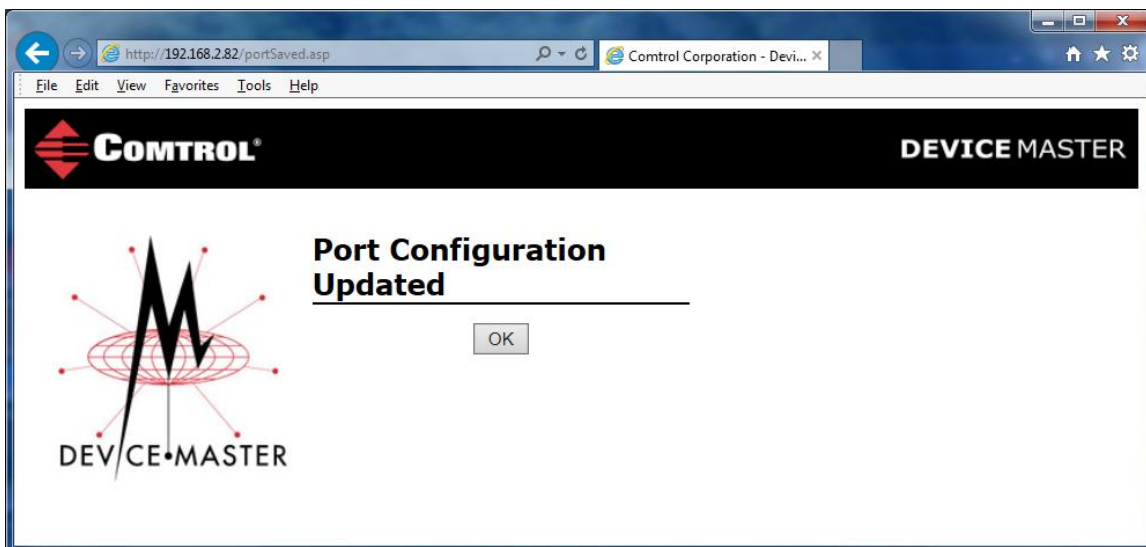 http://192.168.2.82/portSaved.asp
Comtrol Corporation - Devi...
File Edit View Favorites Tools Help
COMTROL®
DEVICE MASTER
Port Configuration
Updated
OK
DEVICE•MASTER